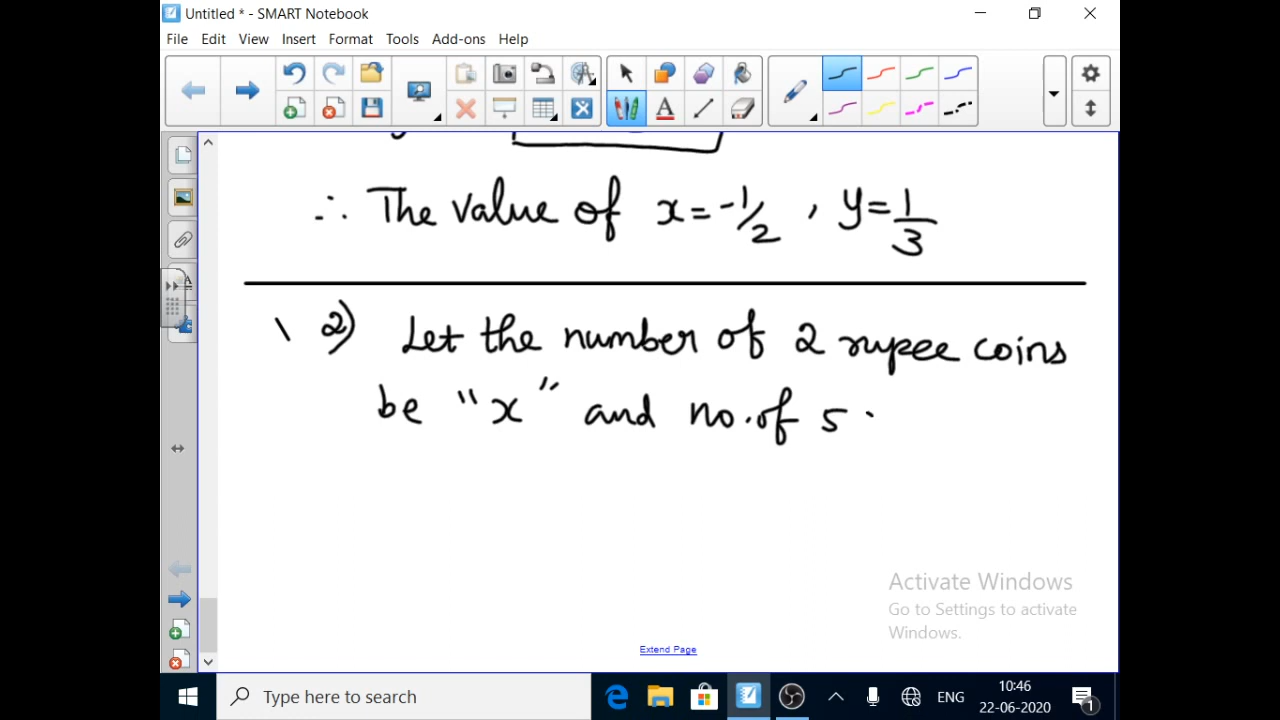 Untitled * - SMART Notebook
File Edit View Insert Format Tools Add-ons Help
∴ The value of x = -1/2 , y = 1/3
2) Let the number of 2 rupee coins
be "x" and no. of 5
Activate Windows
Go to Settings to activate
Windows.
Extend Page
Type here to search
ENG
10:46
22-06-2020
1